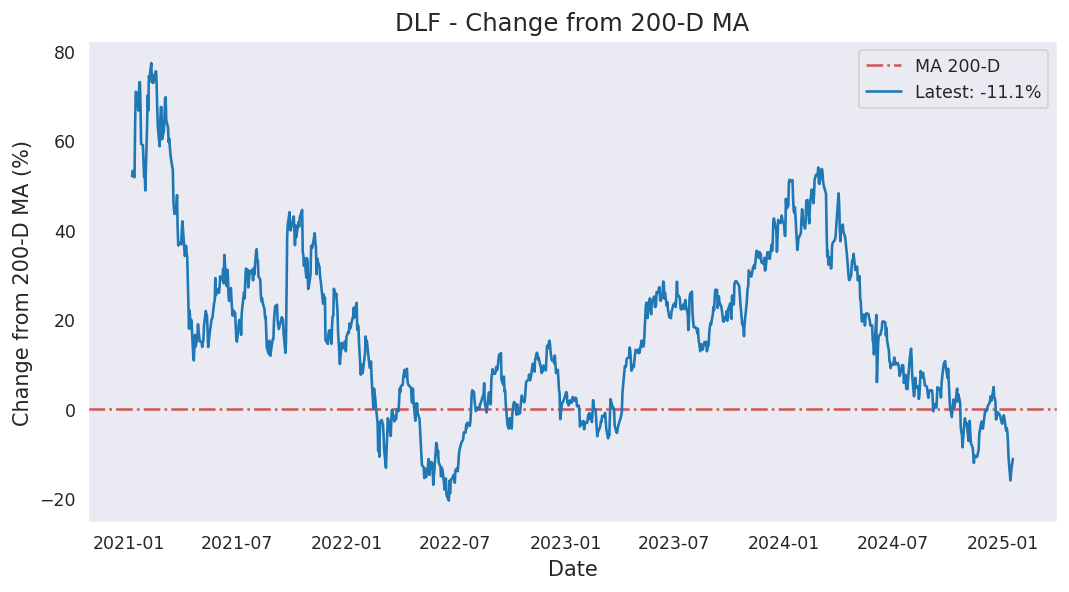 DLF - Change from 200-D MA
MA 200-D
Latest: -11.1%
Change from 200-D MA (%)
80
60
40
20
0
−20
2021-01 2021-07 2022-01 2022-07 2023-01 2023-07 2024-01 2024-07 2025-01
Date